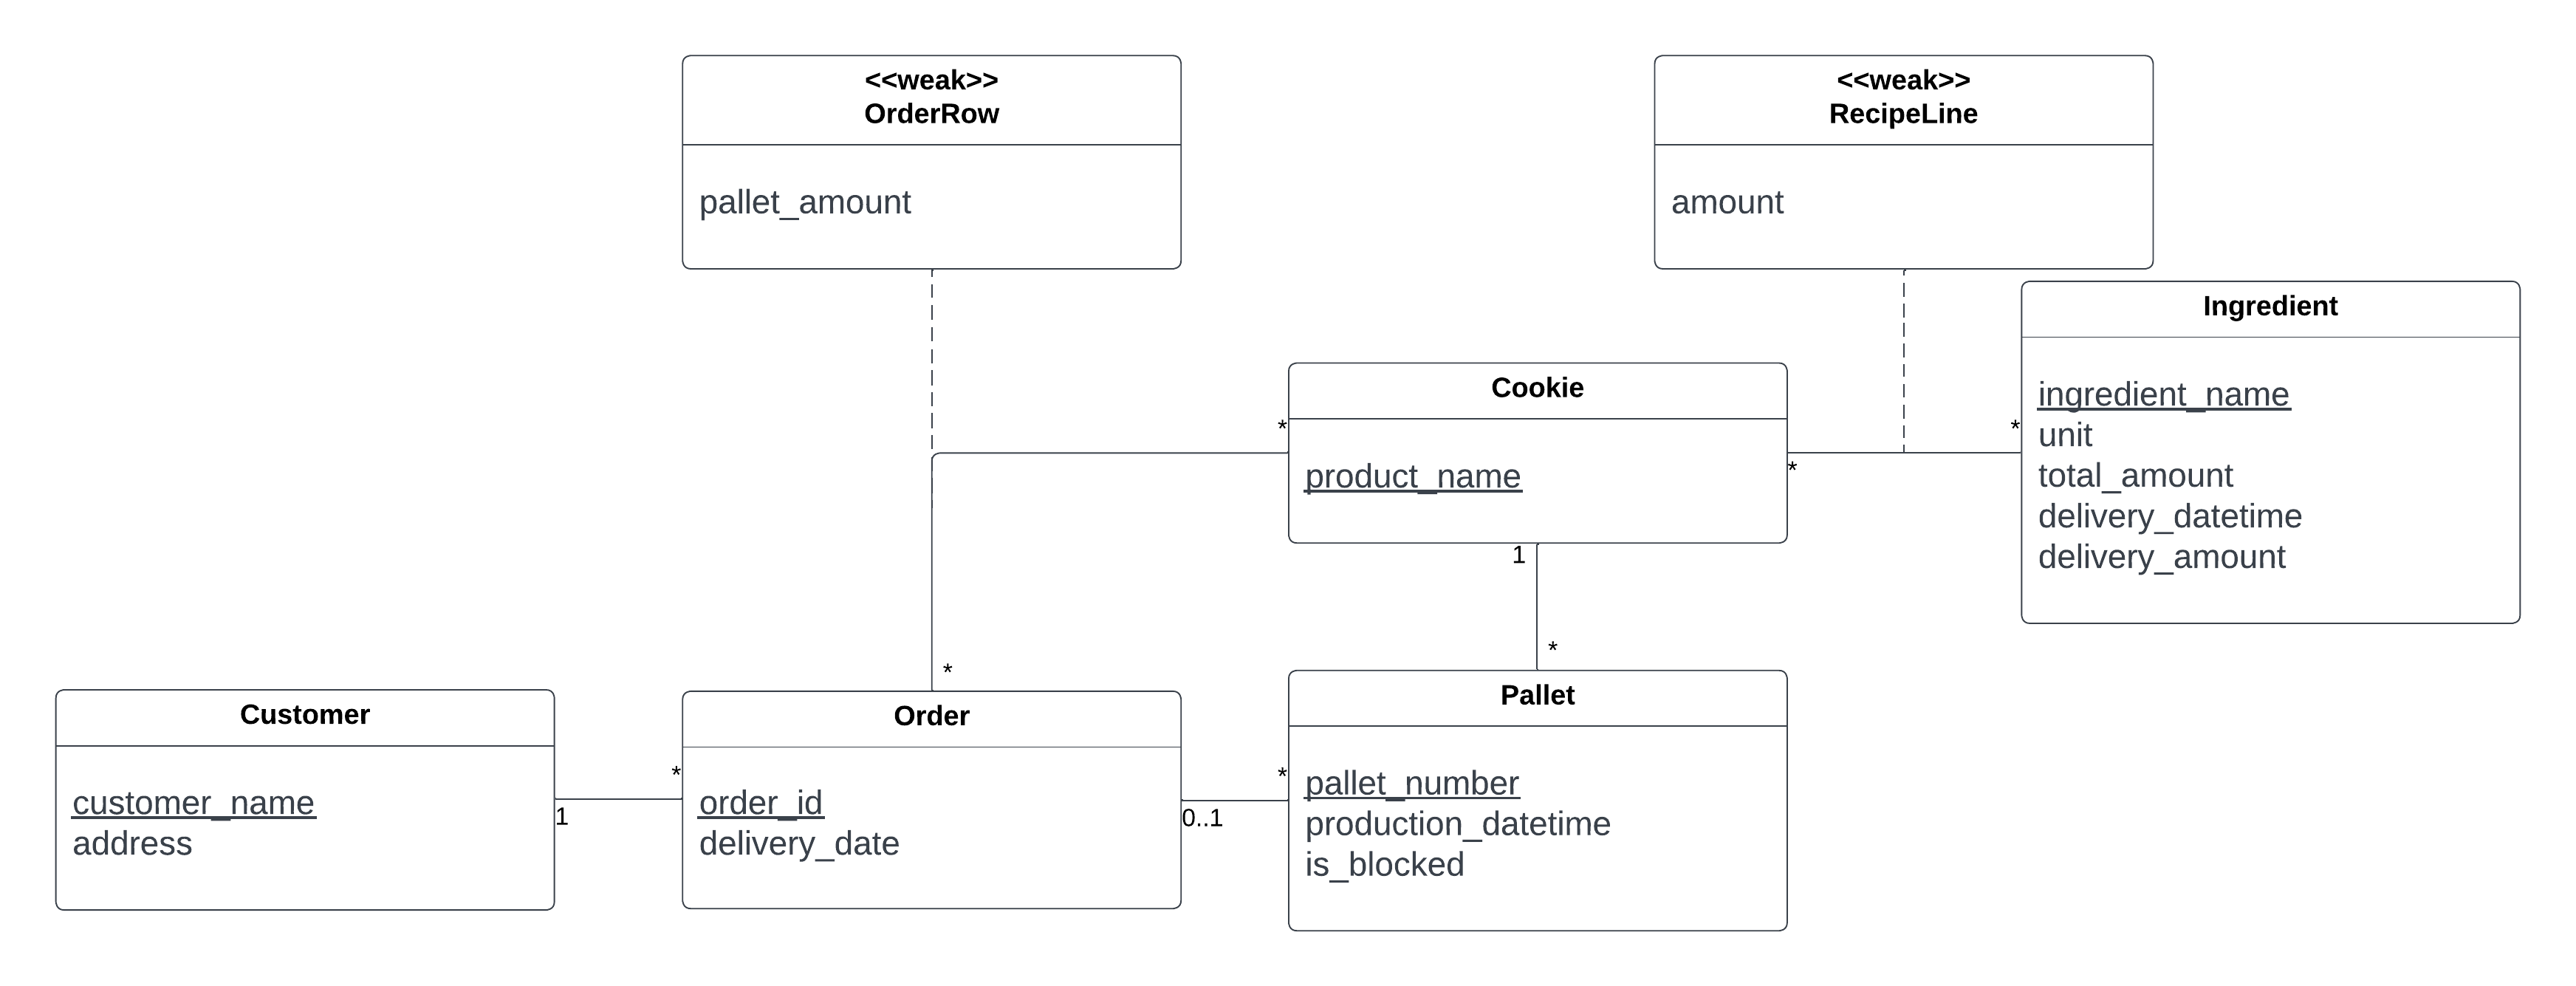 <<weak>>
OrderRow
pallet_amount
<<weak>>
RecipeLine
amount
Ingredient
ingredient_name
unit
total_amount
delivery_datetime
delivery_amount
*
Cookie
product_name
*
*
1
*
*
Customer
customer_name
address
1
*
Order
order_id
delivery_date
0..1
*
Pallet
pallet_number
production_datetime
is_blocked